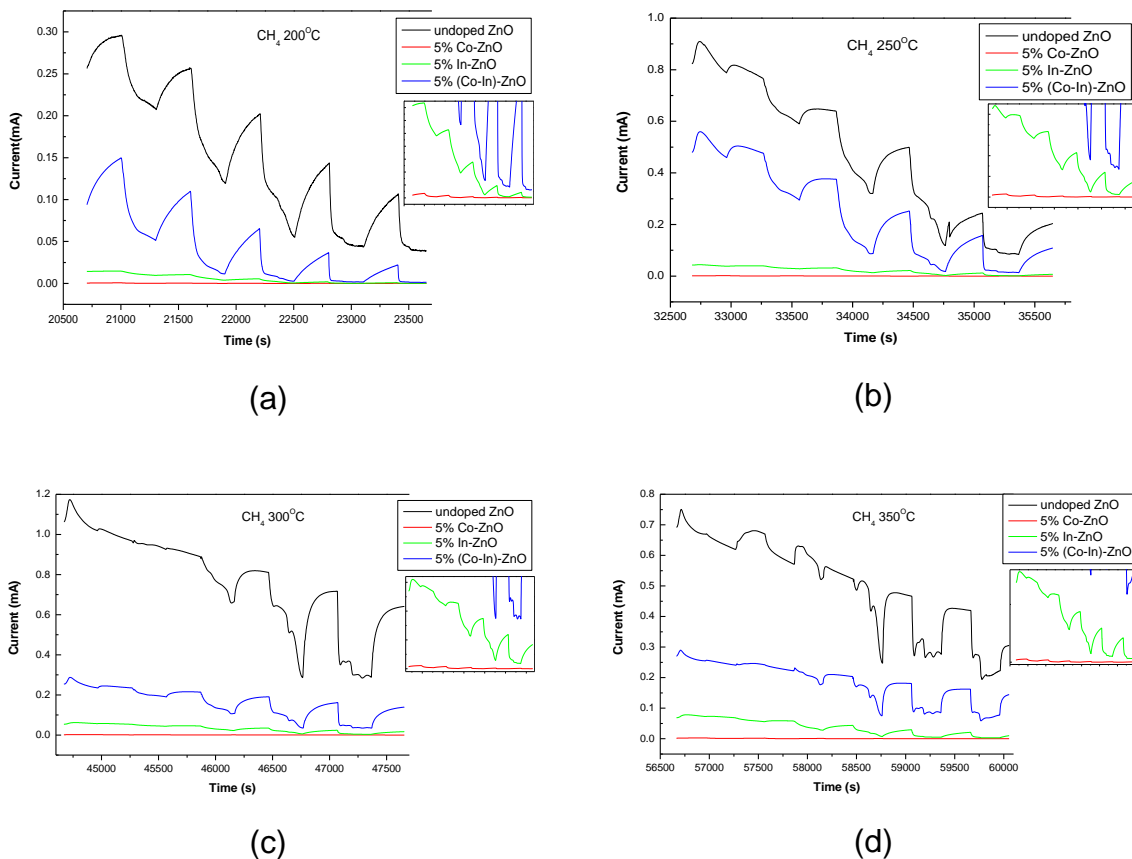 CH4 200°C
undoped ZnO
5% Co-ZnO
5% In-ZnO
5% (Co-In)-ZnO
0.30
0.25
0.20
0.15
0.10
0.05
0.00
Current(mA)
20500 21000 21500 22000 22500 23000 23500
Time (s)
(a)
CH4 250°C
undoped ZnO
5% Co-ZnO
5% In-ZnO
5% (Co-In)-ZnO
1.0
0.8
0.6
0.4
0.2
0.0
Current (mA)
32500 33000 33500 34000 34500 35000 35500
Time (s)
(b)
CH4 300°C
undoped ZnO
5% Co-ZnO
5% In-ZnO
5% (Co-In)-ZnO
1.2
1.0
0.8
0.6
0.4
0.2
0.0
Current (mA)
45000 45500 46000 46500 47000 47500
Time (s)
(c)
CH4 350°C
undoped ZnO
5% Co-ZnO
5% In-ZnO
5% (Co-In)-ZnO
0.8
0.7
0.6
0.5
0.4
0.3
0.2
0.1
0.0
Current (mA)
56500 57000 57500 58000 58500 59000 59500 60000
Time (s)
(d)